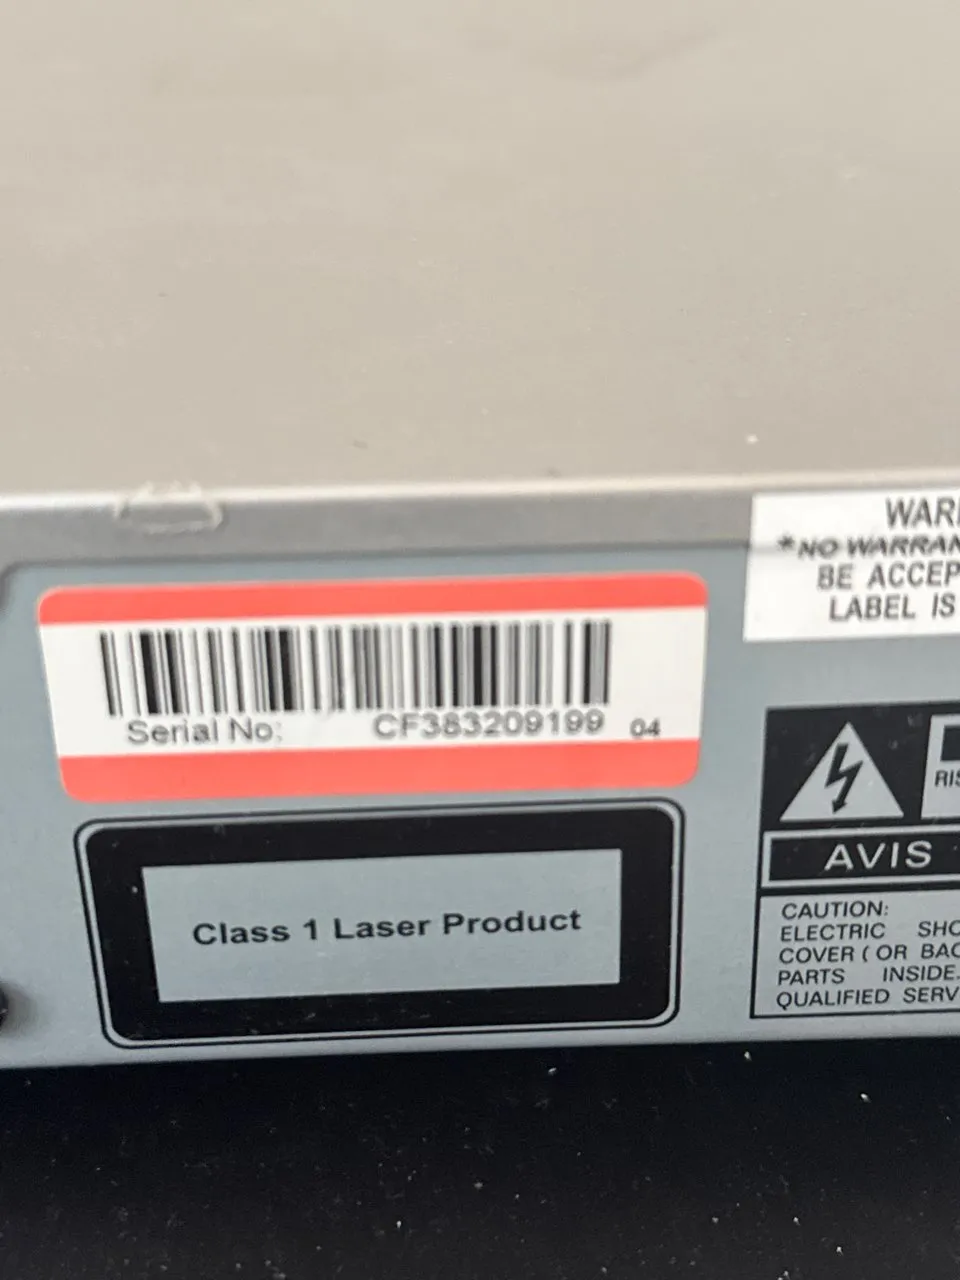 WAR
*NO WARRAN
BE ACCEP
LABEL IS
Serial No: CF383209199 04
Class 1 Laser Product
RIS
AVIS
CAUTION:
ELECTRIC SHO
COVER ( OR BAC
PARTS INSIDE.
QUALIFIED SERV